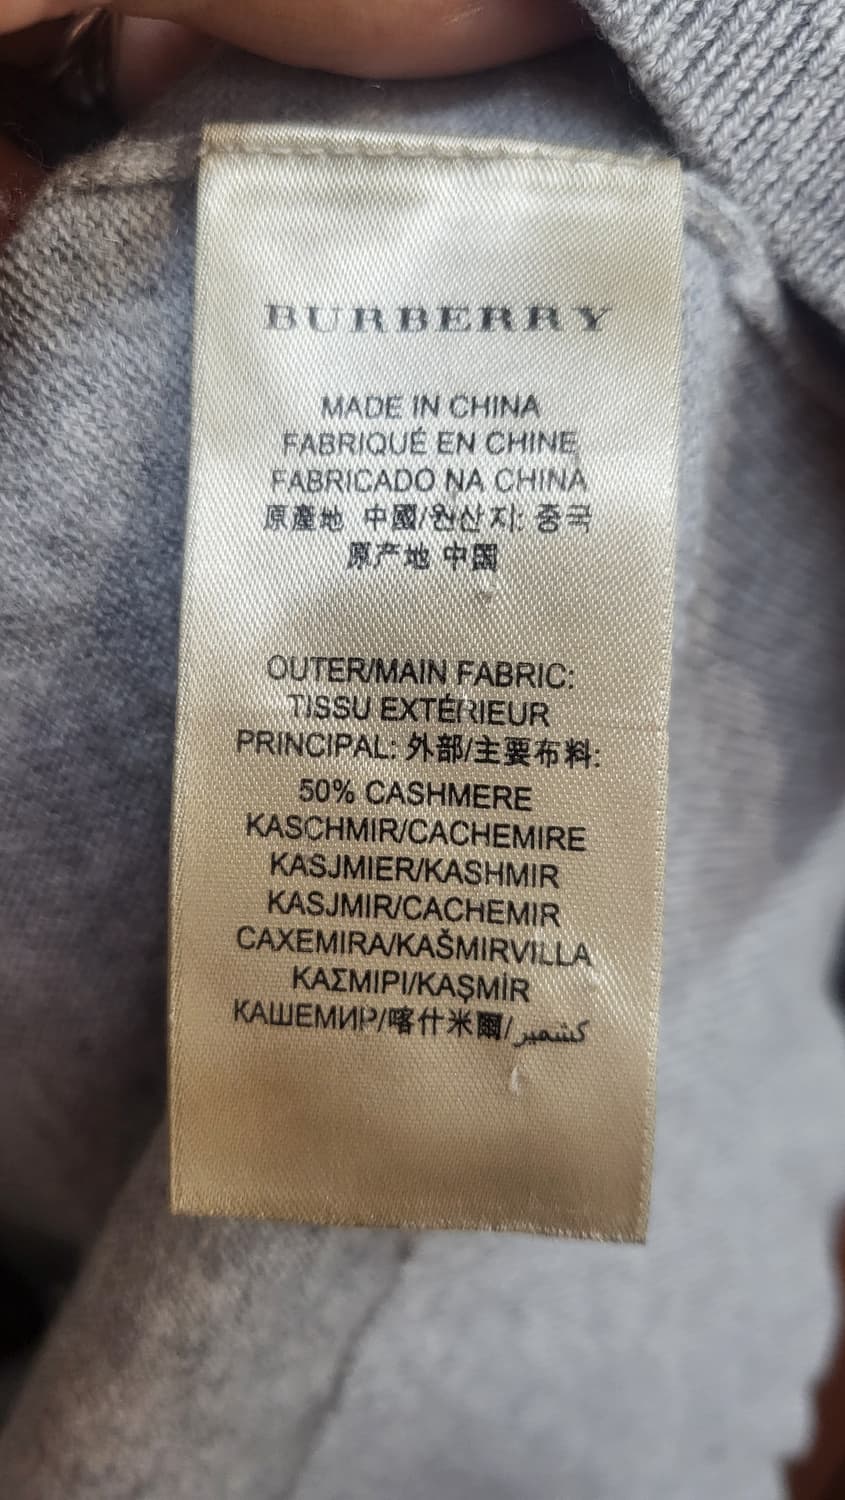 BURBERRY
MADE IN CHINA
FABRIQUÉ EN CHINE
FABRICADO NA CHINA
原產地 中國/원산지: 중국
原产地 中国
OUTER/MAIN FABRIC:
TISSU EXTÉRIEUR
PRINCIPAL: 外部/主要布料:
50% CASHMERE
KASCHMIR/CACHEMIRE
KASJMIER/KASHMIR
KASJMIR/CACHEMIR
CAXEMIRA/KAŠMIRVILLA
ΚΑΣΜΙΡΙ/KAŞMİR
КАШЕМИР/喀什米爾/كشمير